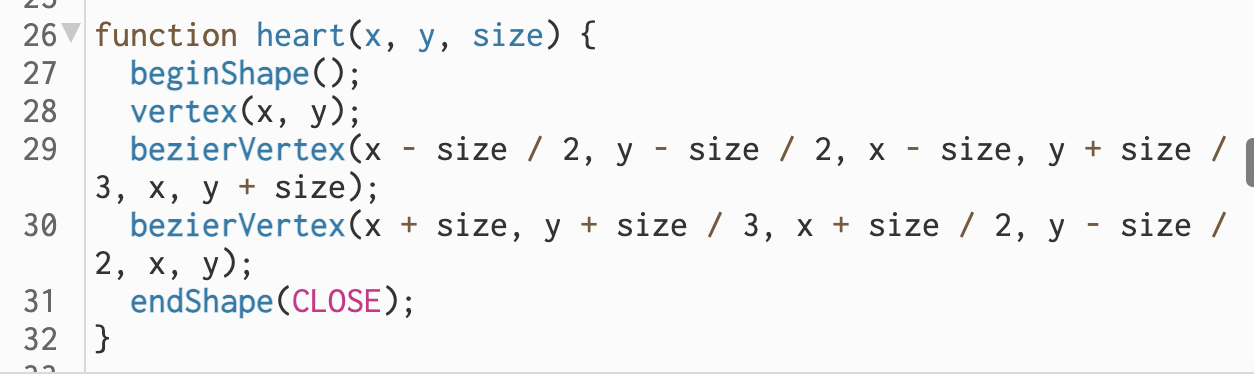 26 function heart(x, y, size) {
27 beginShape();
28 vertex(x, y);
29 bezierVertex(x - size / 2, y - size / 2, x - size, y + size /
3, x, y + size);
30 bezierVertex(x + size, y + size / 3, x + size / 2, y - size /
2, x, y);
31 endShape(CLOSE);
32 }